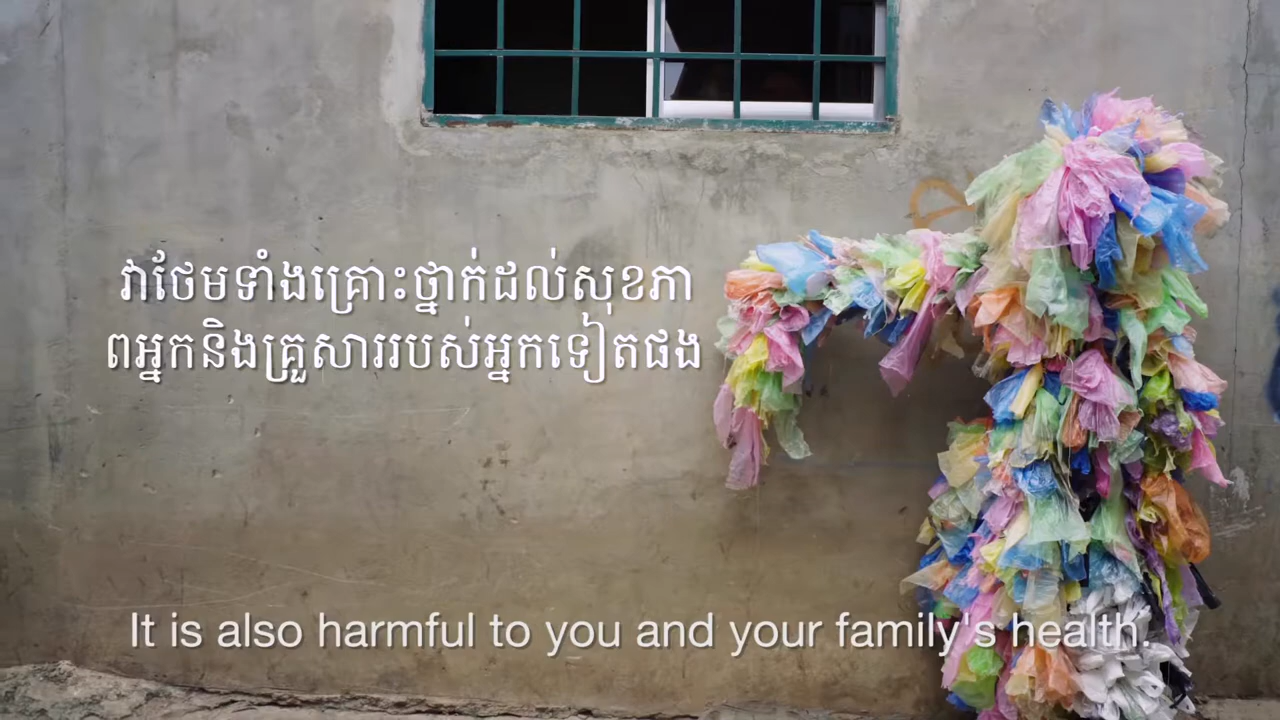 វាថែមទាំងគ្រោះថ្នាក់ដល់សុខភា
ពអ្នកនិងគ្រួសាររបស់អ្នកទៀតផង
It is also harmful to you and your family's health.